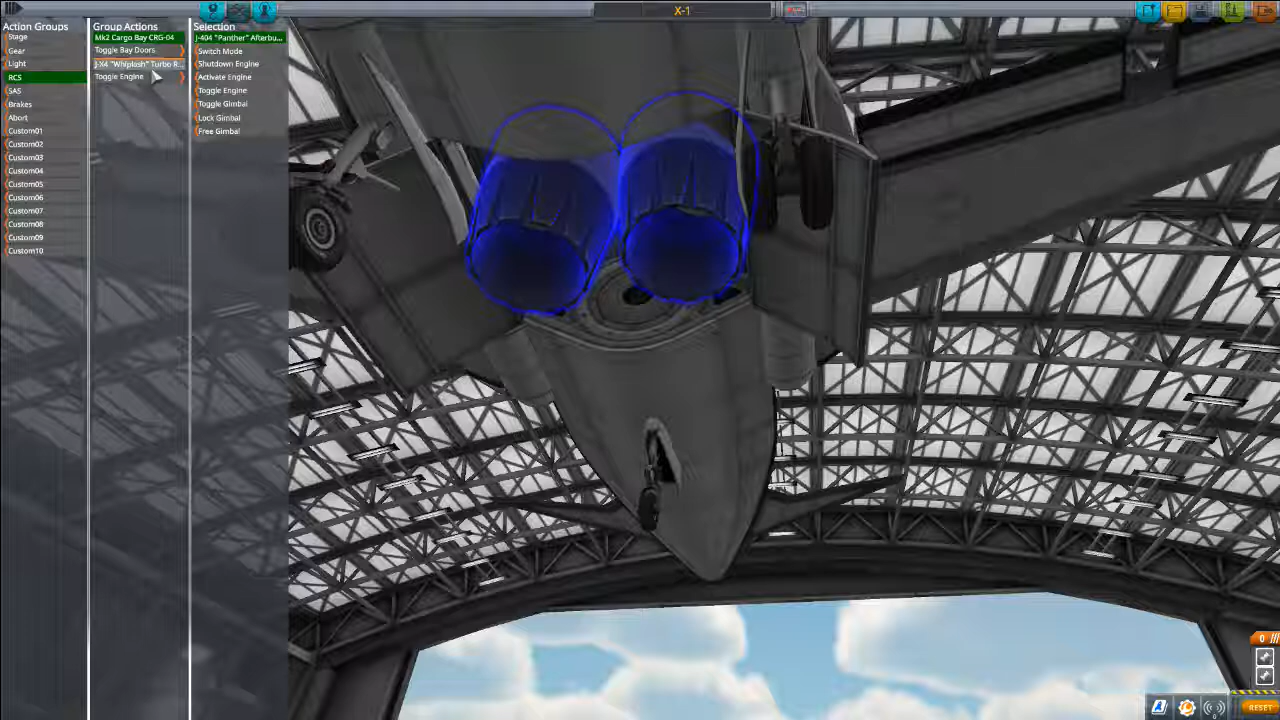 X-1
Action Groups
Stage
Gear
Light
RCS
SAS
Brakes
Abort
Custom01
Custom02
Custom03
Custom04
Custom05
Custom06
Custom07
Custom08
Custom09
Custom10
Group Actions
Mk2 Cargo Bay CRG-04
Toggle Bay Doors
J-X4 "Whiplash" Turbo R...
Toggle Engine
Selection
J-404 "Panther" Afterbu...
Switch Mode
Shutdown Engine
Activate Engine
Toggle Engine
Toggle Gimbal
Lock Gimbal
Free Gimbal
0
RESET